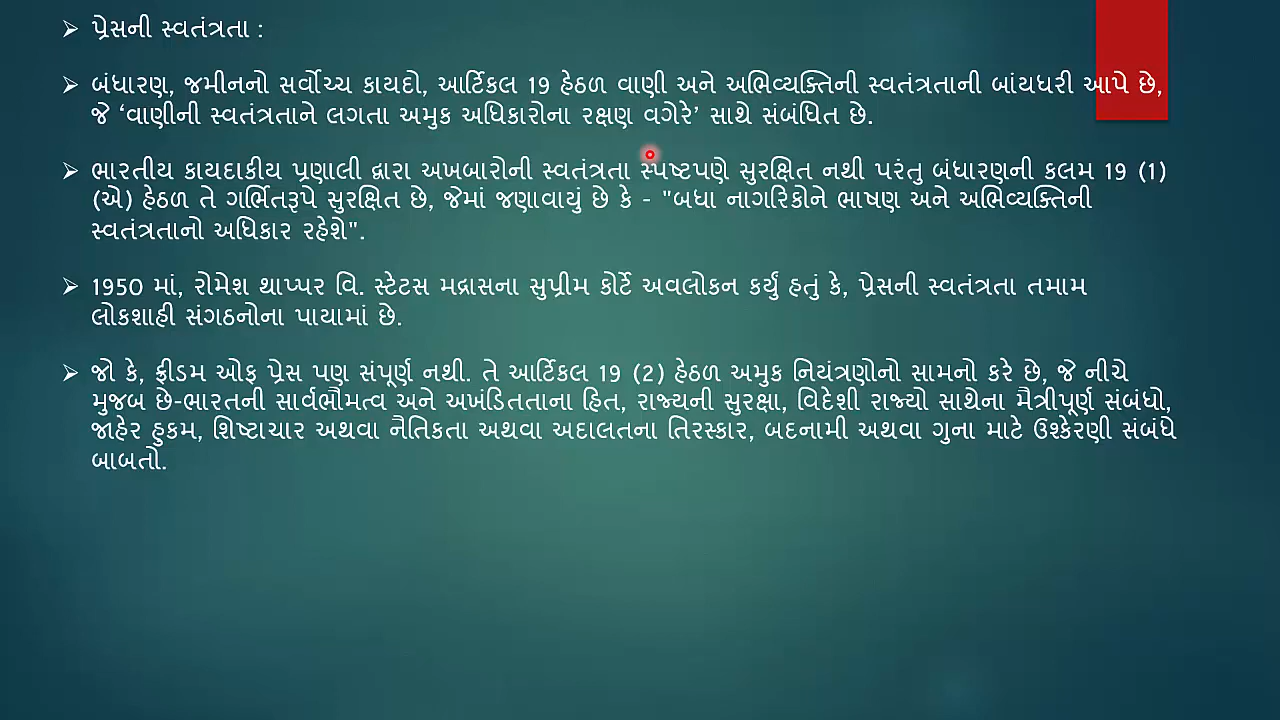 ➢ પ્રેસની સ્વતંત્રતા :
➢ બંધારણ, જમીનનો સર્વોચ્ચ કાયદો, આર્ટિકલ 19 હેઠળ વાણી અને અભિવ્યક્તિની સ્વતંત્રતાની બાંયધરી આપે છે,
જે ‘વાણીની સ્વતંત્રતાને લગતા અમુક અધિકારોના રક્ષણ વગેરે’ સાથે સંબંધિત છે.
➢ ભારતીય કાયદાકીય પ્રણાલી દ્વારા અખબારોની સ્વતંત્રતા સ્પષ્ટપણે સુરક્ષિત નથી પરંતુ બંધારણની કલમ 19 (1)
(એ) હેઠળ તે ગર્ભિતરૂપે સુરક્ષિત છે, જેમાં જણાવાયું છે કે - "બધા નાગરિકોને ભાષણ અને અભિવ્યક્તિની
સ્વતંત્રતાનો અધિકાર રહેશે".
➢ 1950 માં, રોમેશ થાપ્પર વિ. સ્ટેટસ મદ્રાસના સુપ્રીમ કોર્ટે અવલોકન કર્યું હતું કે, પ્રેસની સ્વતંત્રતા તમામ
લોકશાહી સંગઠનોના પાયામાં છે.
➢ જો કે, ફ્રીડમ ઓફ પ્રેસ પણ સંપૂર્ણ નથી. તે આર્ટિકલ 19 (2) હેઠળ અમુક નિયંત્રણોનો સામનો કરે છે, જે નીચે
મુજબ છે-ભારતની સાર્વભૌમત્વ અને અખંડિતતાના હિત, રાજ્યની સુરક્ષા, વિદેશી રાજ્યો સાથેના મૈત્રીપૂર્ણ સંબંધો,
જાહેર હુકમ, શિષ્ટાચાર અથવા નૈતિકતા અથવા અદાલતના તિરસ્કાર, બદનામી અથવા ગુના માટે ઉશ્કેરણી સંબંધે
બાબતો.